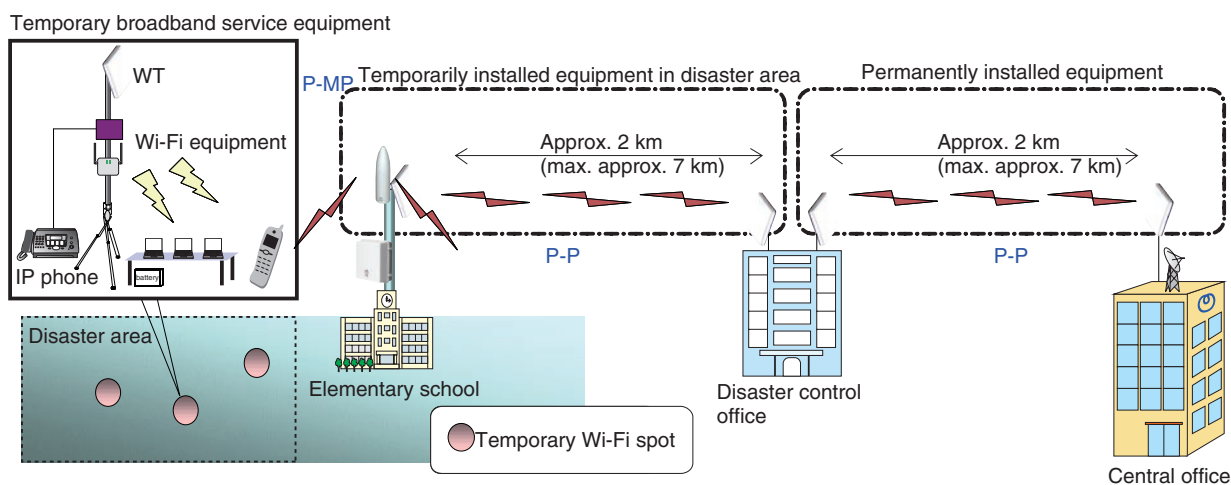 Temporary broadband service equipment
WT
Wi-Fi equipment
IP phone
battery
P-MP
Temporarily installed equipment in disaster area
Approx. 2 km
(max. approx. 7 km)
P-P
Permanently installed equipment
Approx. 2 km
(max. approx. 7 km)
P-P
Disaster area
Elementary school
Disaster control
office
Central office
Temporary Wi-Fi spot